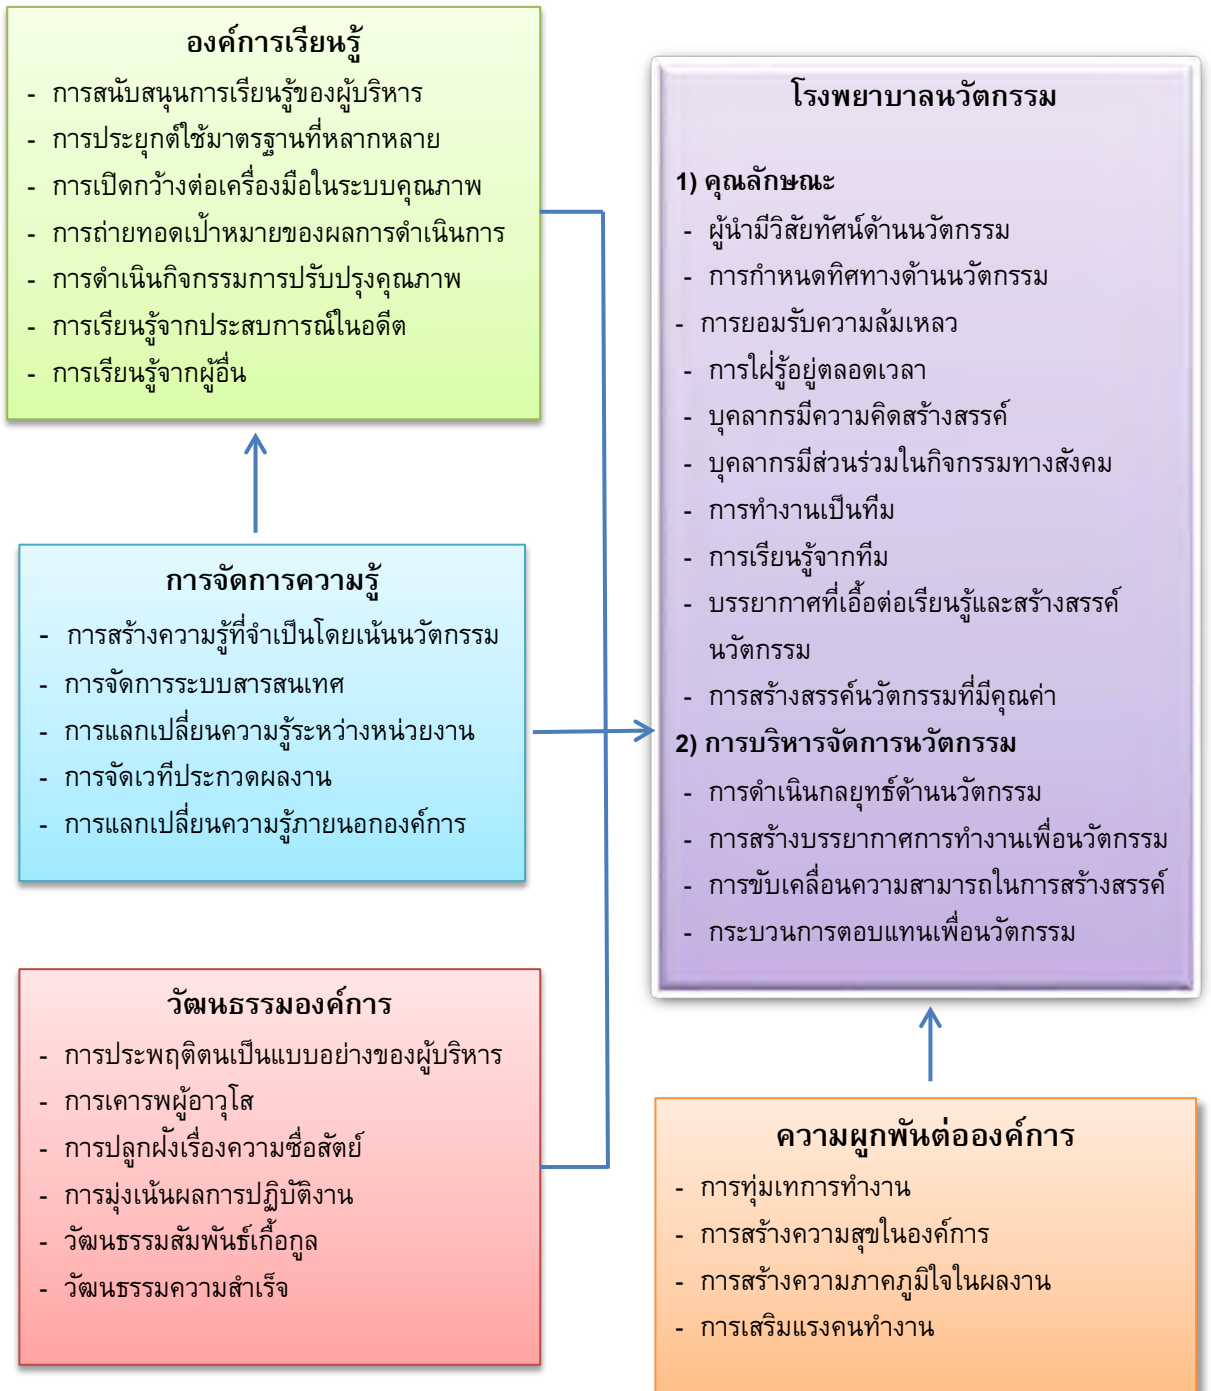 องค์การเรียนรู้
- การสนับสนุนการเรียนรู้ของผู้บริหาร
- การประยุกต์ใช้มาตรฐานที่หลากหลาย
- การเปิดกว้างต่อเครื่องมือในระบบคุณภาพ
- การถ่ายทอดเป้าหมายของผลการดำเนินการ
- การดำเนินกิจกรรมการปรับปรุงคุณภาพ
- การเรียนรู้จากประสบการณ์ในอดีต
- การเรียนรู้จากผู้อื่น
การจัดการความรู้
- การสร้างความรู้ที่จำเป็นโดยเน้นนวัตกรรม
- การจัดการระบบสารสนเทศ
- การแลกเปลี่ยนความรู้ระหว่างหน่วยงาน
- การจัดเวทีประกวดผลงาน
- การแลกเปลี่ยนความรู้ภายนอกองค์การ
วัฒนธรรมองค์การ
- การประพฤติตนเป็นแบบอย่างของผู้บริหาร
- การเคารพผู้อาวุโส
- การปลูกฝังเรื่องความซื่อสัตย์
- การมุ่งเน้นผลการปฏิบัติงาน
- วัฒนธรรมสัมพันธ์เกื้อกูล
- วัฒนธรรมความสำเร็จ
โรงพยาบาลนวัตกรรม
1) คุณลักษณะ
- ผู้นำมีวิสัยทัศน์ด้านนวัตกรรม
- การกำหนดทิศทางด้านนวัตกรรม
- การยอมรับความล้มเหลว
- การใฝ่รู้อยู่ตลอดเวลา
- บุคลากรมีความคิดสร้างสรรค์
- บุคลากรมีส่วนร่วมในกิจกรรมทางสังคม
- การทำงานเป็นทีม
- การเรียนรู้จากทีม
- บรรยากาศที่เอื้อต่อเรียนรู้และสร้างสรรค์
นวัตกรรม
- การสร้างสรรค์นวัตกรรมที่มีคุณค่า
2) การบริหารจัดการนวัตกรรม
- การดำเนินกลยุทธ์ด้านนวัตกรรม
- การสร้างบรรยากาศการทำงานเพื่อนวัตกรรม
- การขับเคลื่อนความสามารถในการสร้างสรรค์
- กระบวนการตอบแทนเพื่อนวัตกรรม
ความผูกพันต่อองค์การ
- การทุ่มเทการทำงาน
- การสร้างความสุขในองค์การ
- การสร้างความภาคภูมิใจในผลงาน
- การเสริมแรงคนทำงาน